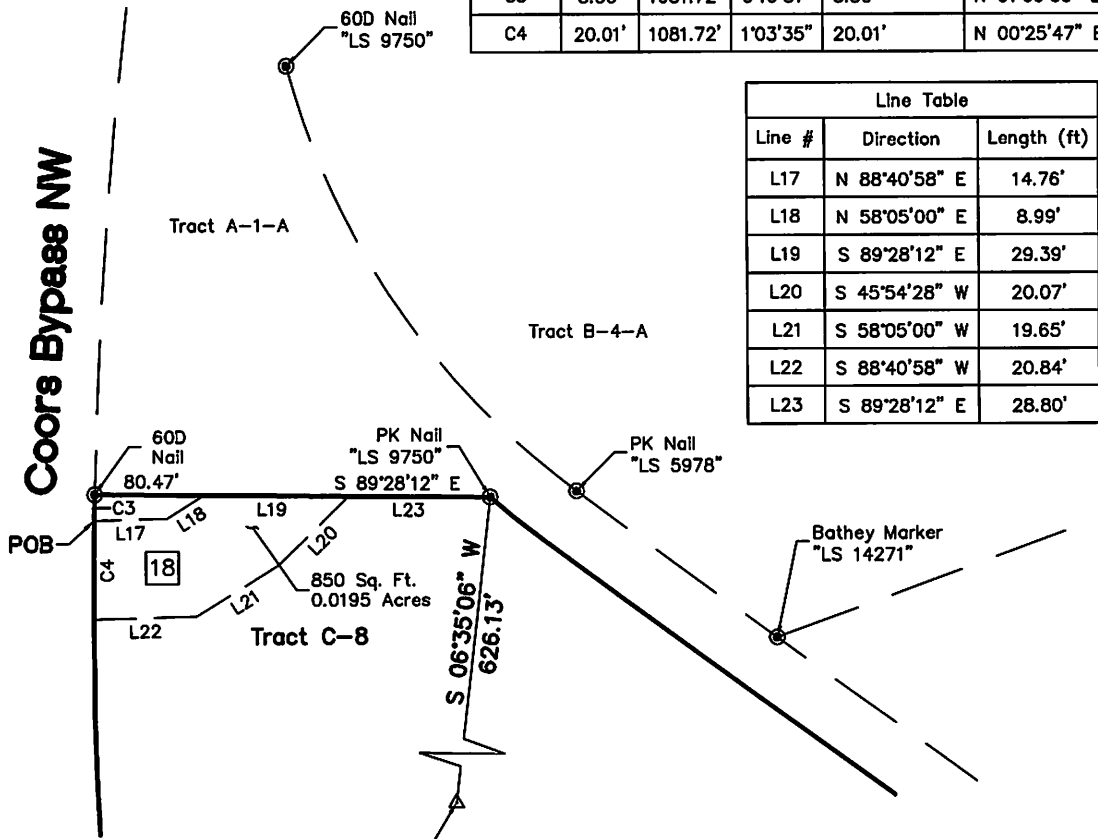 C4 20.01' 1081.72' 1°03'35" 20.01' N 00°25'47" E
60D Nail
"LS 9750"
Line Table
Line # Direction Length (ft)
L17 N 88°40'58" E 14.76'
L18 N 58°05'00" E 8.99'
L19 S 89°28'12" E 29.39'
L20 S 45°54'28" W 20.07'
L21 S 58°05'00" W 19.65'
L22 S 88°40'58" W 20.84'
L23 S 89°28'12" E 28.80'
Coors Bypass NW
Tract A-1-A
Tract B-4-A
60D
Nail
80.47'
PK Nail
"LS 9750"
S 89°28'12" E
PK Nail
"LS 5978"
C3
L17
L18
L19
L20
L23
POB
C4
18
850 Sq. Ft.
0.0195 Acres
L21
L22
Tract C-8
S 06°35'06" W
626.13'
Bathey Marker
"LS 14271"